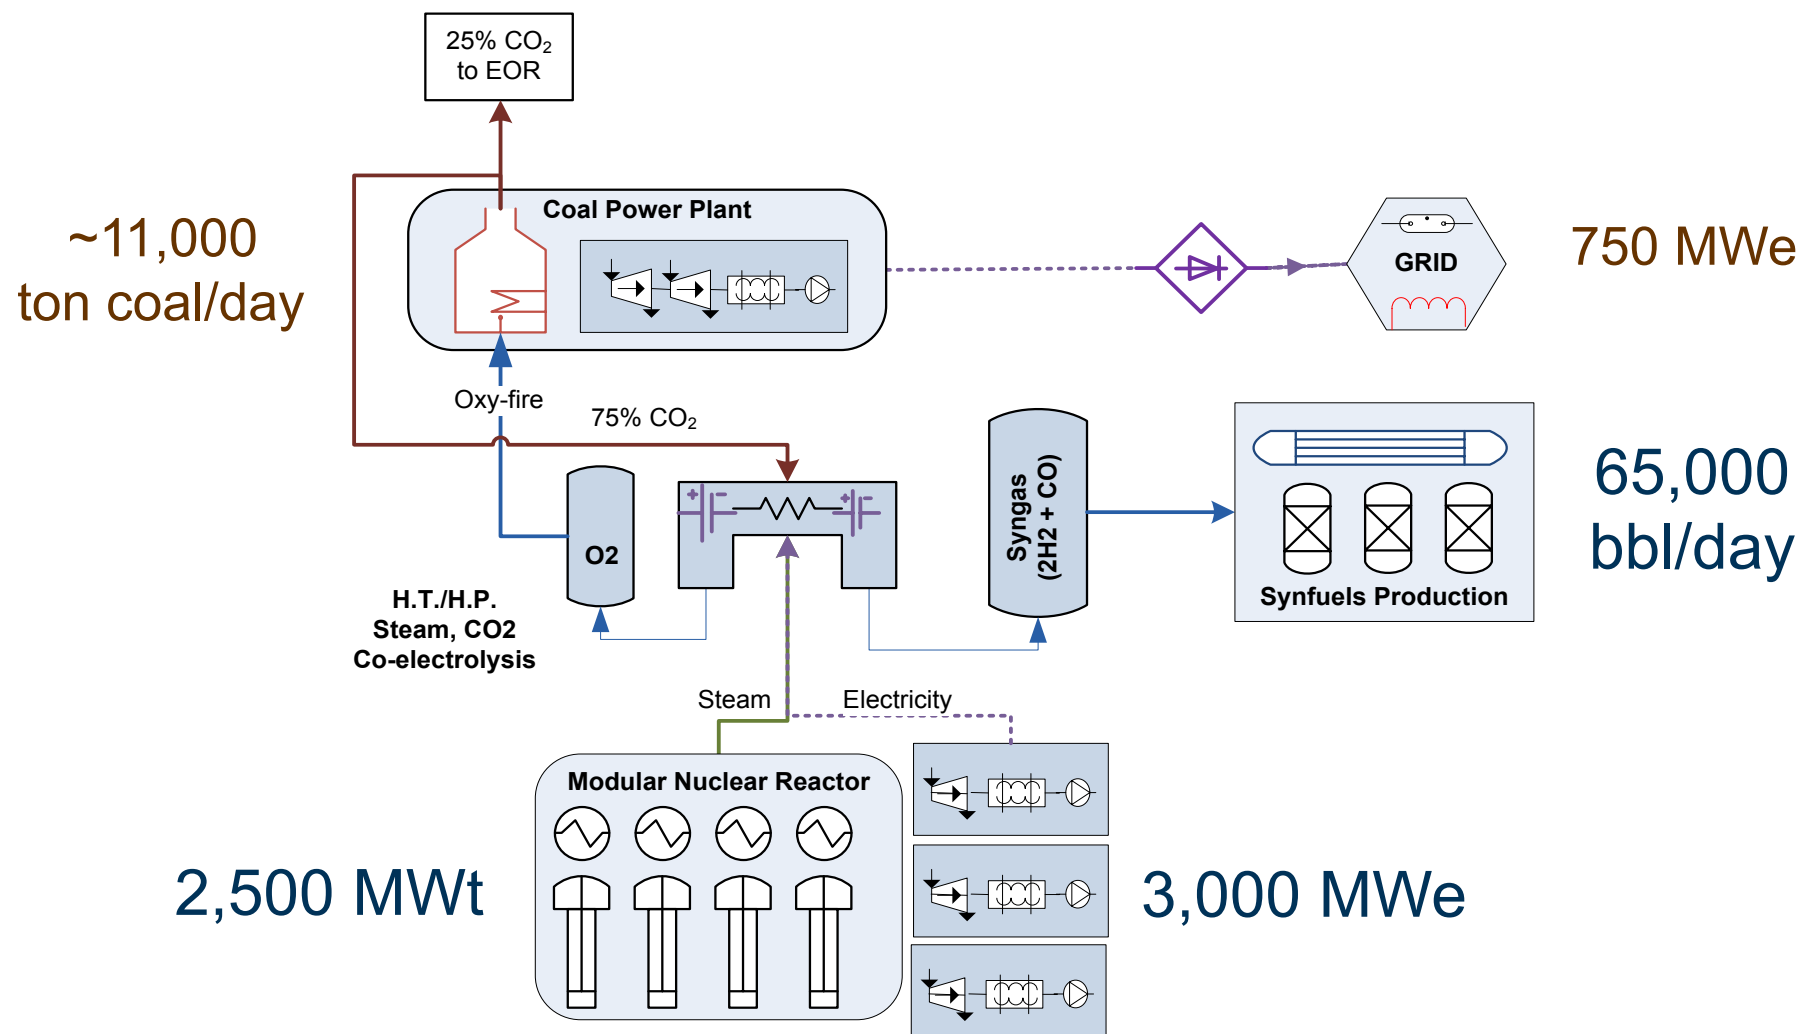 25% CO₂
to EOR
~11,000
ton coal/day
Coal Power Plant
GRID
750 MWe
Oxy-fire
75% CO₂
O2
H.T./H.P.
Steam, CO2
Co-electrolysis
Syngas
(2H2 + CO)
Synfuels Production
65,000
bbl/day
Steam
Electricity
Modular Nuclear Reactor
2,500 MWt
3,000 MWe